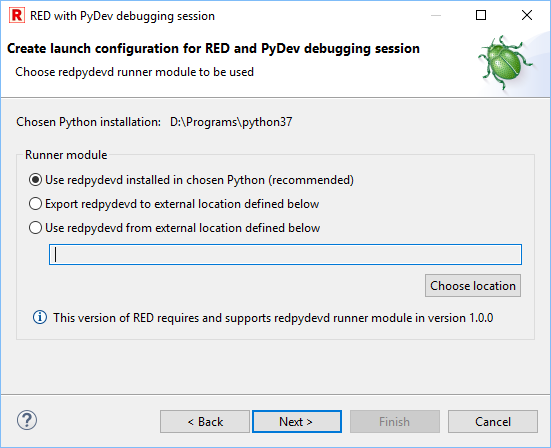 R RED with PyDev debugging session
Create launch configuration for RED and PyDev debugging session
Choose redpydevd runner module to be used
Chosen Python installation: D:\Programs\python37
Runner module
Use redpydevd installed in chosen Python (recommended)
Export redpydevd to external location defined below
Use redpydevd from external location defined below
Choose location
i This version of RED requires and supports redpydevd runner module in version 1.0.0
? < Back Next > Finish Cancel